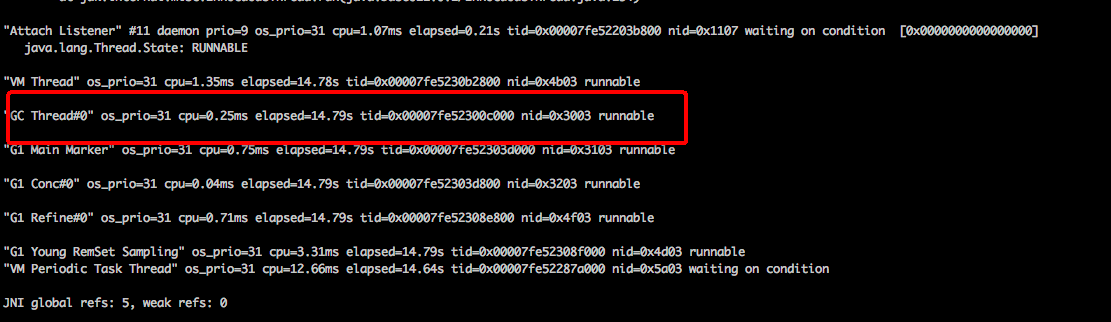 "Attach Listener" #11 daemon prio=9 os_prio=31 cpu=1.07ms elapsed=0.21s tid=0x00007fe52203b800 nid=0x1107 waiting on condition [0x0000000000000000]
java.lang.Thread.State: RUNNABLE
"VM Thread" os_prio=31 cpu=1.35ms elapsed=14.78s tid=0x00007fe5230b2800 nid=0x4b03 runnable
"GC Thread#0" os_prio=31 cpu=0.25ms elapsed=14.79s tid=0x00007fe52300c000 nid=0x3003 runnable
"G1 Main Marker" os_prio=31 cpu=0.75ms elapsed=14.79s tid=0x00007fe52303d000 nid=0x3103 runnable
"G1 Conc#0" os_prio=31 cpu=0.04ms elapsed=14.79s tid=0x00007fe52303d800 nid=0x3203 runnable
"G1 Refine#0" os_prio=31 cpu=0.71ms elapsed=14.79s tid=0x00007fe52308e800 nid=0x4f03 runnable
"G1 Young RemSet Sampling" os_prio=31 cpu=3.31ms elapsed=14.79s tid=0x00007fe52308f000 nid=0x4d03 runnable
"VM Periodic Task Thread" os_prio=31 cpu=12.66ms elapsed=14.64s tid=0x00007fe52287a000 nid=0x5a03 waiting on condition
JNI global refs: 5, weak refs: 0